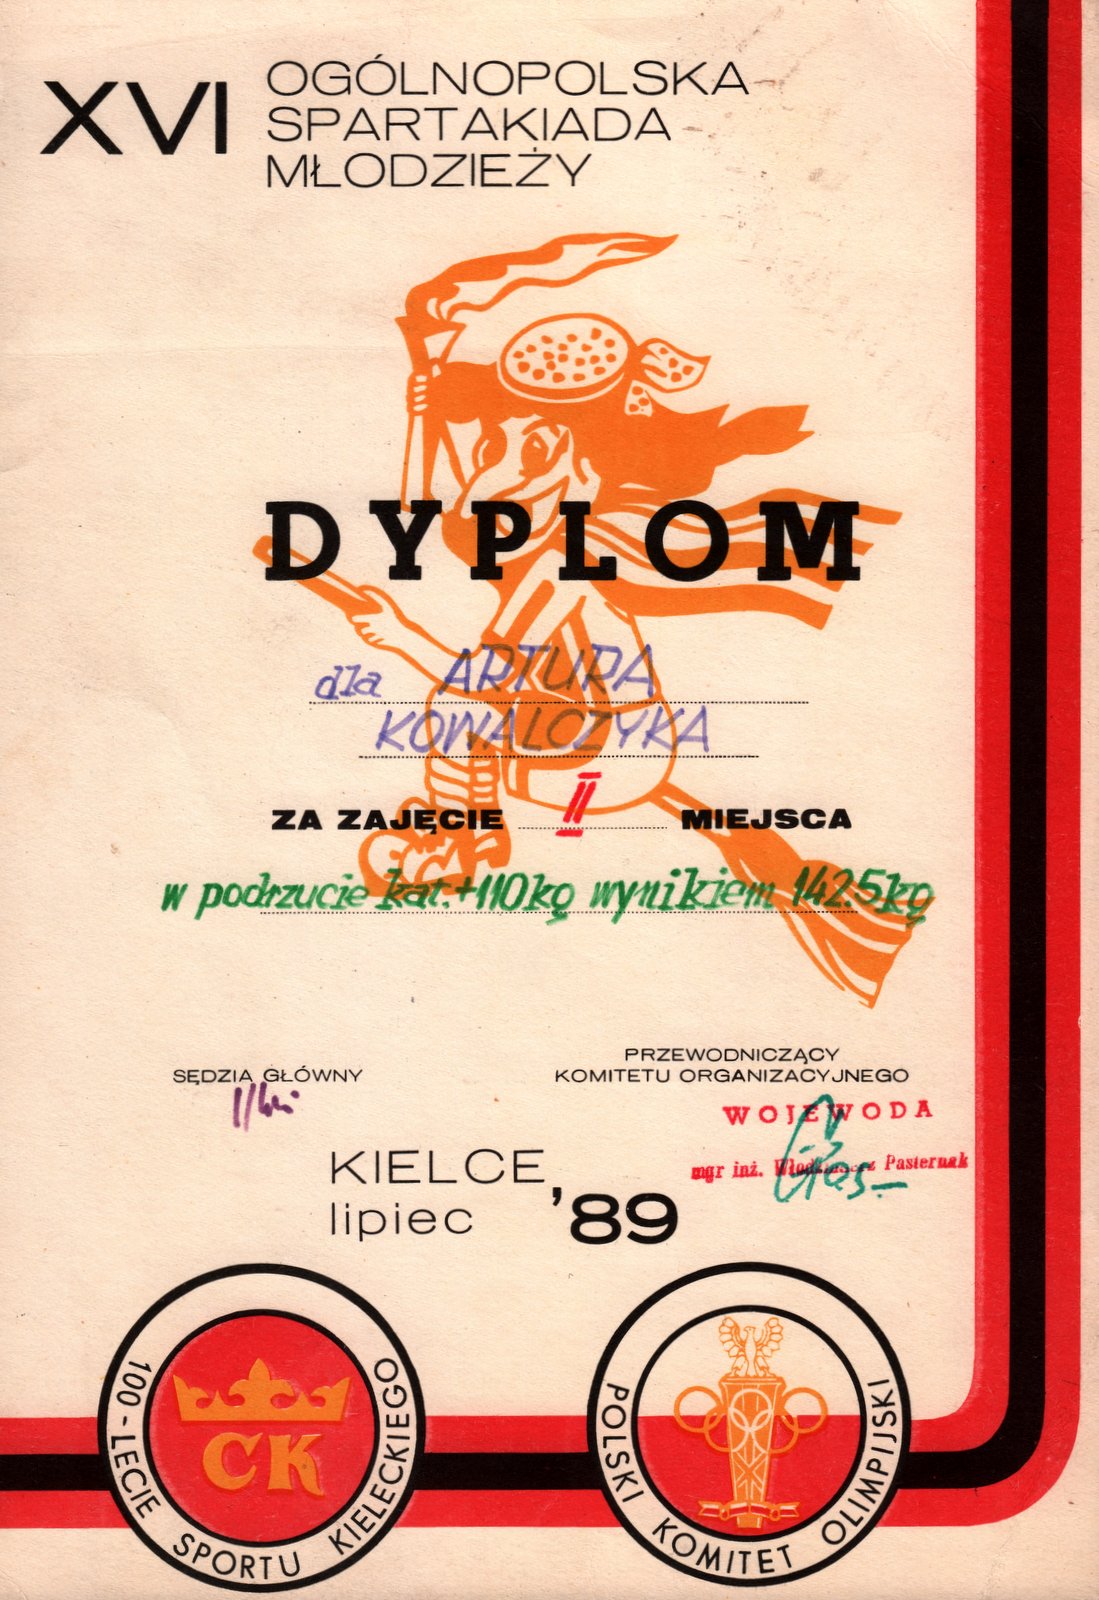 XVI
OGÓLNOPOLSKA
SPARTAKIADA
MŁODZIEŻY
DYPLOM
dla ARTURA
KOWALCZYKA
ZA ZAJĘCIE II MIEJSCA
w podrzucie kat. +110kg wynikiem 142.5kg
SĘDZIA GŁÓWNY
PRZEWODNICZĄCY
KOMITETU ORGANIZACYJNEGO
WOJEWODA
mgr inż. Włodzimierz Pasternak
KIELCE,
lipiec '89
100-LECIE SPORTU KIELECKIEGO
CK
POLSKI KOMITET OLIMPIJSKI